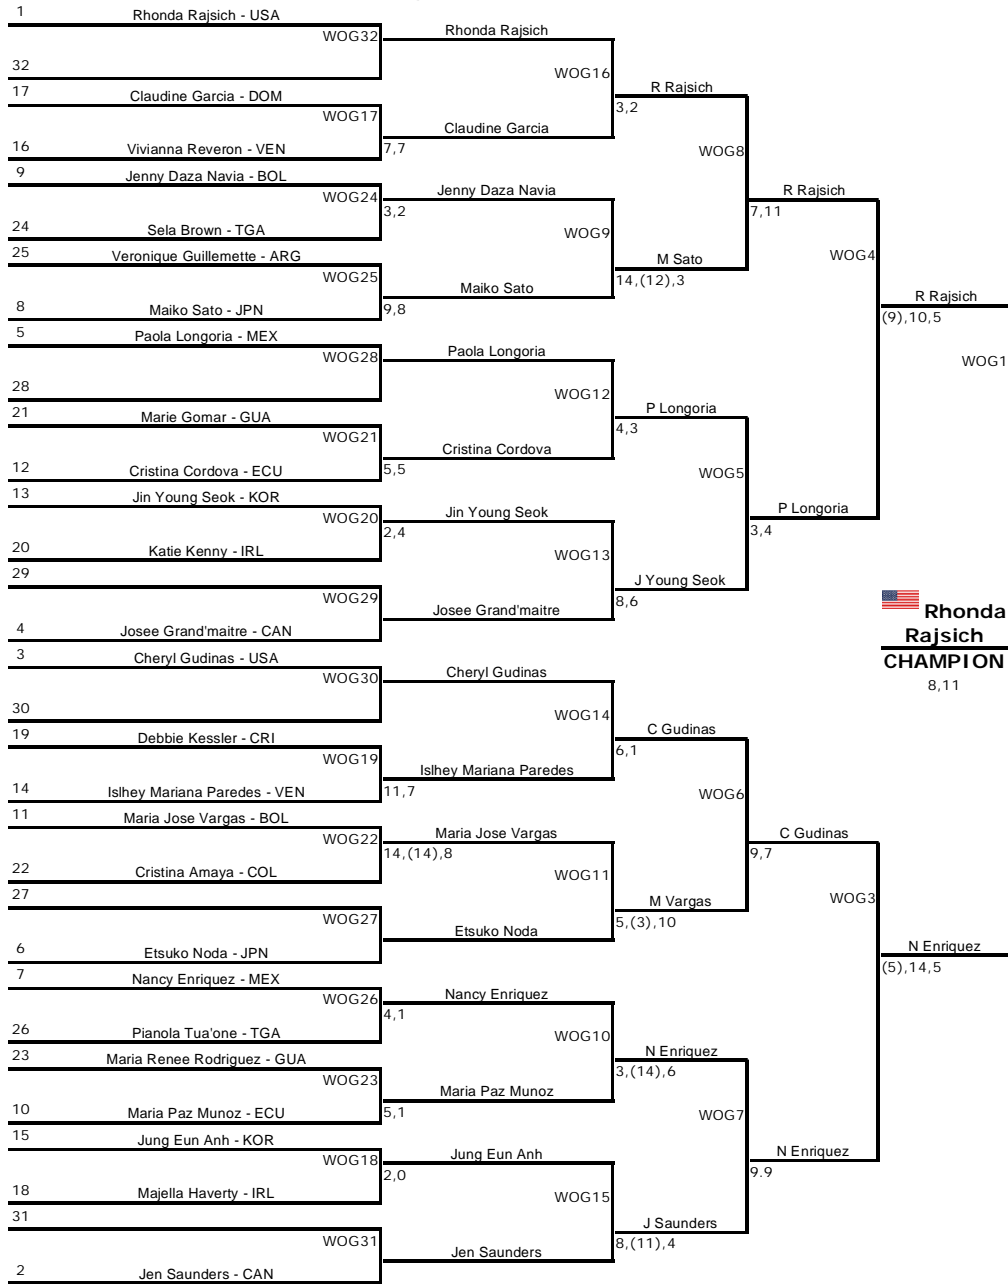 1 Rhonda Rajsich - USA
WOG32 Rhonda Rajsich
32
WOG16
17 Claudine Garcia - DOM
R Rajsich
3,2
WOG17
Claudine Garcia
16 Vivianna Reveron - VEN
7,7
WOG8
9 Jenny Daza Navia - BOL
WOG24 Jenny Daza Navia
3,2
R Rajsich
7,11
24 Sela Brown - TGA
WOG9
25 Veronique Guillemette - ARG
M Sato
14,(12),3
WOG4
WOG25
Maiko Sato
8 Maiko Sato - JPN
9,8
R Rajsich
(9),10,5
5 Paola Longoria - MEX
WOG28 Paola Longoria
WOG1
28
WOG12
21 Marie Gomar - GUA
P Longoria
4,3
WOG21
Cristina Cordova
12 Cristina Cordova - ECU
5,5
WOG5
13 Jin Young Seok - KOR
WOG20 Jin Young Seok
2,4
P Longoria
3,4
20 Katie Kenny - IRL
WOG13
29
J Young Seok
8,6
WOG29
Josee Grand'maitre
4 Josee Grand'maitre - CAN
Rhonda
Rajsich
CHAMPION
8,11
3 Cheryl Gudinas - USA
WOG30 Cheryl Gudinas
30
WOG14
19 Debbie Kessler - CRI
C Gudinas
6,1
WOG19
Islhey Mariana Paredes
14 Islhey Mariana Paredes - VEN
11,7
WOG6
11 Maria Jose Vargas - BOL
WOG22 Maria Jose Vargas
14,(14),8
C Gudinas
9,7
22 Cristina Amaya - COL
WOG11
27
M Vargas
5,(3),10
WOG3
WOG27
Etsuko Noda
6 Etsuko Noda - JPN
N Enriquez
(5),14,5
7 Nancy Enriquez - MEX
WOG26 Nancy Enriquez
4,1
26 Pianola Tua'one - TGA
WOG10
23 Maria Renee Rodriguez - GUA
N Enriquez
3,(14),6
WOG23
Maria Paz Munoz
10 Maria Paz Munoz - ECU
5,1
WOG7
15 Jung Eun Anh - KOR
WOG18 Jung Eun Anh
2,0
N Enriquez
9.9
18 Majella Haverty - IRL
WOG15
31
J Saunders
8,(11),4
WOG31
Jen Saunders
2 Jen Saunders - CAN